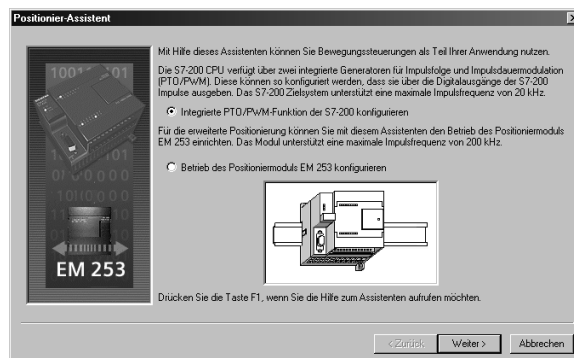 Positionier-Assistent
Mit Hilfe dieses Assistenten können Sie Bewegungssteuerungen als Teil Ihrer Anwendung nutzen.
Die S7-200 CPU verfügt über zwei integrierte Generatoren für Impulsfolge und Impulsdauermodulation
(PTO/PWM). Diese können so konfiguriert werden, dass sie über die Digitalausgänge der S7-200
Impulse ausgeben. Das S7-200 Zielsystem unterstützt eine maximale Impulsfrequenz von 20 kHz.
Integrierte PTO/PWM-Funktion der S7-200 konfigurieren
Für die erweiterte Positionierung können Sie mit diesem Assistenten den Betrieb des Positioniermoduls
EM 253 einrichten. Das Modul unterstützt eine maximale Impulsfrequenz von 200 kHz.
Betrieb des Positioniermoduls EM 253 konfigurieren
EM 253
Drücken Sie die Taste F1, wenn Sie die Hilfe zum Assistenten aufrufen möchten.
< Zurück
Weiter >
Abbrechen